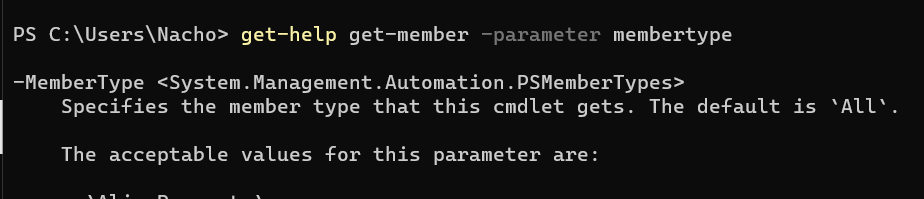 PS C:\Users\Nacho> get-help get-member -parameter membertype
-MemberType <System.Management.Automation.PSMemberTypes>
Specifies the member type that this cmdlet gets. The default is `All`.
The acceptable values for this parameter are: